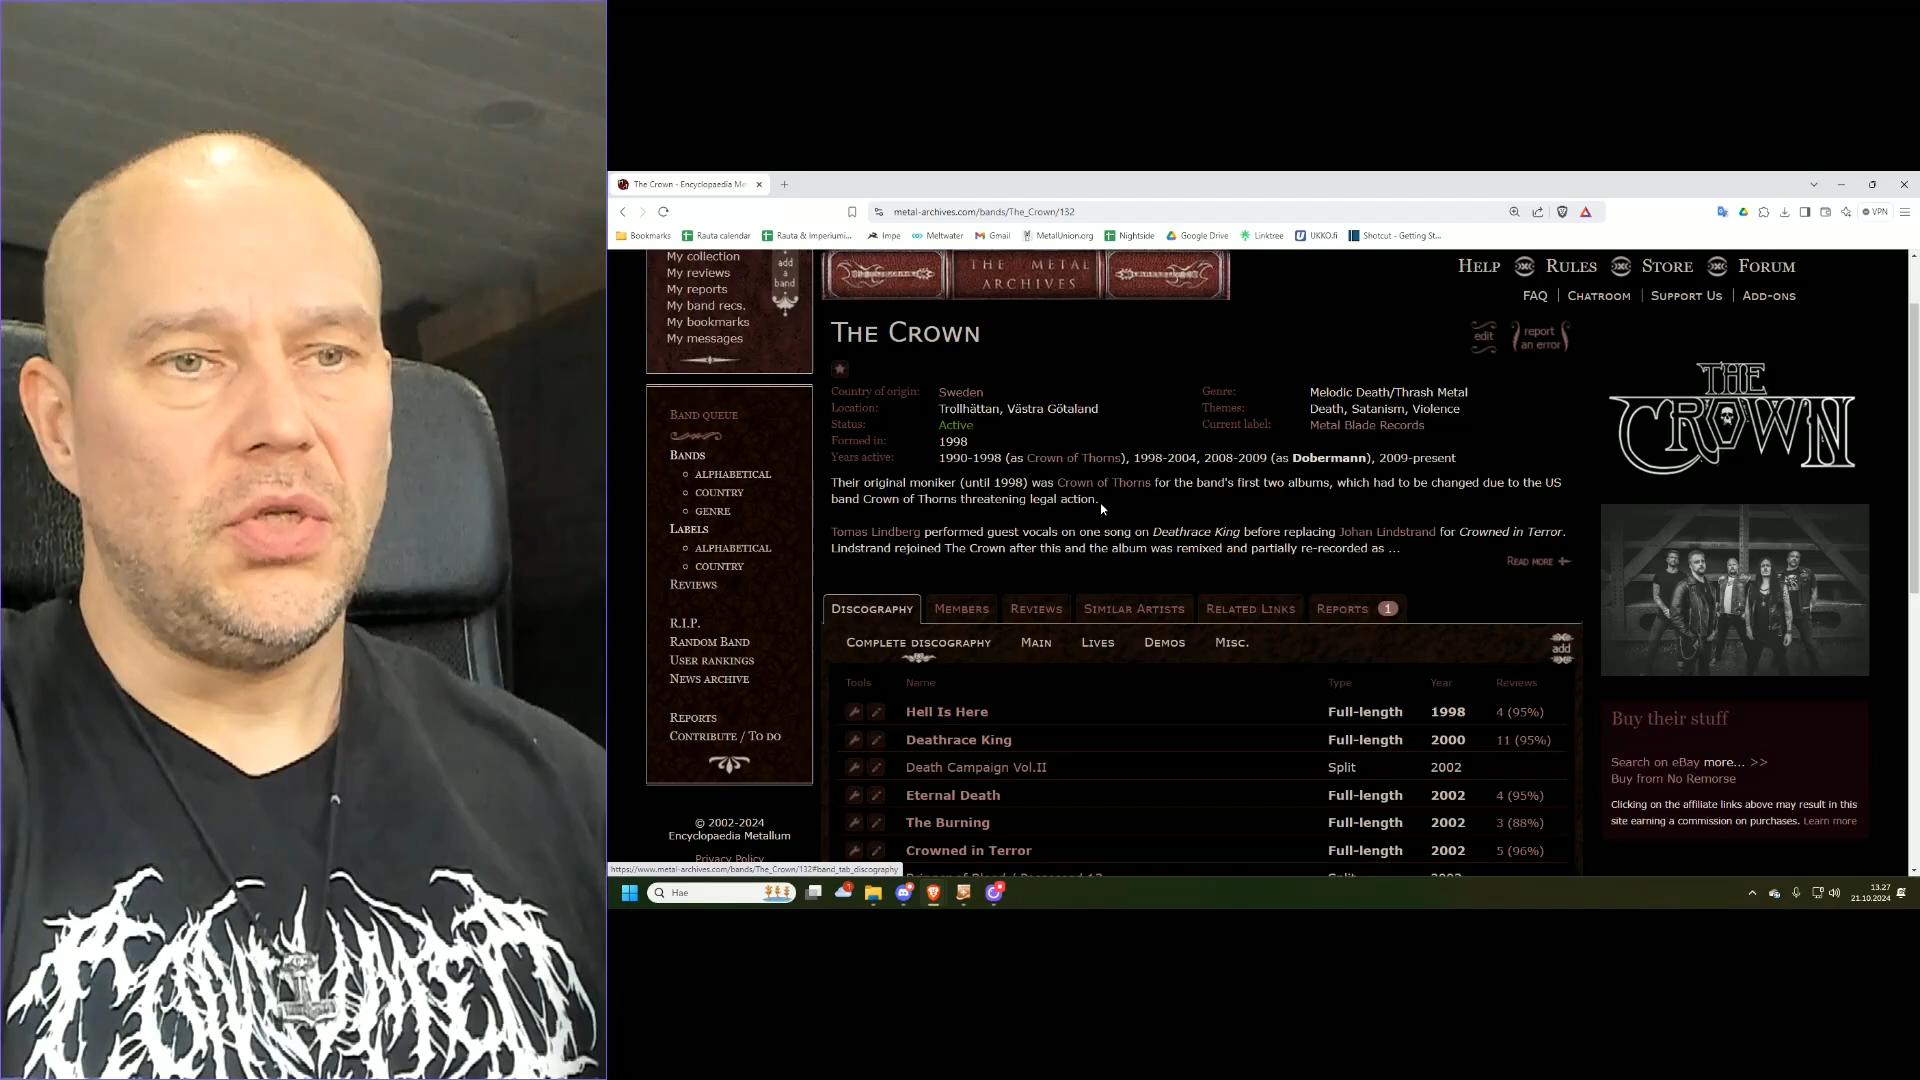 The Crown - Encyclopaedia Me
metal-archives.com/bands/The_Crown/132
VPN
Bookmarks
Rauta calendar
Rauta & Imperiumi...
Impe
Meltwater
Gmail
MetalUnion.org
Nightside
Google Drive
Linktree
UKKO.fi
Shotcut - Getting St...
My collection
My reviews
My reports
My band recs.
My bookmarks
My messages
add
a
band
THE METAL
ARCHIVES
HELP
RULES
STORE
FORUM
FAQ
CHATROOM
SUPPORT US
ADD-ONS
THE CROWN
edit
report
an error
Country of origin: Sweden
Location: Trollhättan, Västra Götaland
Status: Active
Formed in: 1998
Genre: Melodic Death/Thrash Metal
Themes: Death, Satanism, Violence
Current label: Metal Blade Records
Years active: 1990-1998 (as Crown of Thorns), 1998-2004, 2008-2009 (as Dobermann), 2009-present
Their original moniker (until 1998) was Crown of Thorns for the band's first two albums, which had to be changed due to the US
band Crown of Thorns threatening legal action.
Tomas Lindberg performed guest vocals on one song on Deathrace King before replacing Johan Lindstrand for Crowned in Terror.
Lindstrand rejoined The Crown after this and the album was remixed and partially re-recorded as ...
READ MORE
THE
CROWN
BAND QUEUE
BANDS
ALPHABETICAL
COUNTRY
GENRE
LABELS
ALPHABETICAL
COUNTRY
REVIEWS
R.I.P.
RANDOM BAND
USER RANKINGS
NEWS ARCHIVE
REPORTS
CONTRIBUTE / TO DO
© 2002-2024
Encyclopaedia Metallum
Privacy Policy
DISCOGRAPHY
MEMBERS
REVIEWS
SIMILAR ARTISTS
RELATED LINKS
REPORTS 1
COMPLETE DISCOGRAPHY
MAIN
LIVES
DEMOS
MISC.
add
Tools Name Type Year Reviews
Hell Is Here Full-length 1998 4 (95%)
Deathrace King Full-length 2000 11 (95%)
Death Campaign Vol.II Split 2002
Eternal Death Full-length 2002 4 (95%)
The Burning Full-length 2002 3 (88%)
Crowned in Terror Full-length 2002 5 (96%)
Buy their stuff
Search on eBay more... >>
Buy from No Remorse
Clicking on the affiliate links above may result in this
site earning a commission on purchases. Learn more
https://www.metal-archives.com/bands/The_Crown/132#band_tab_discography
Hae
13.27
21.10.2024